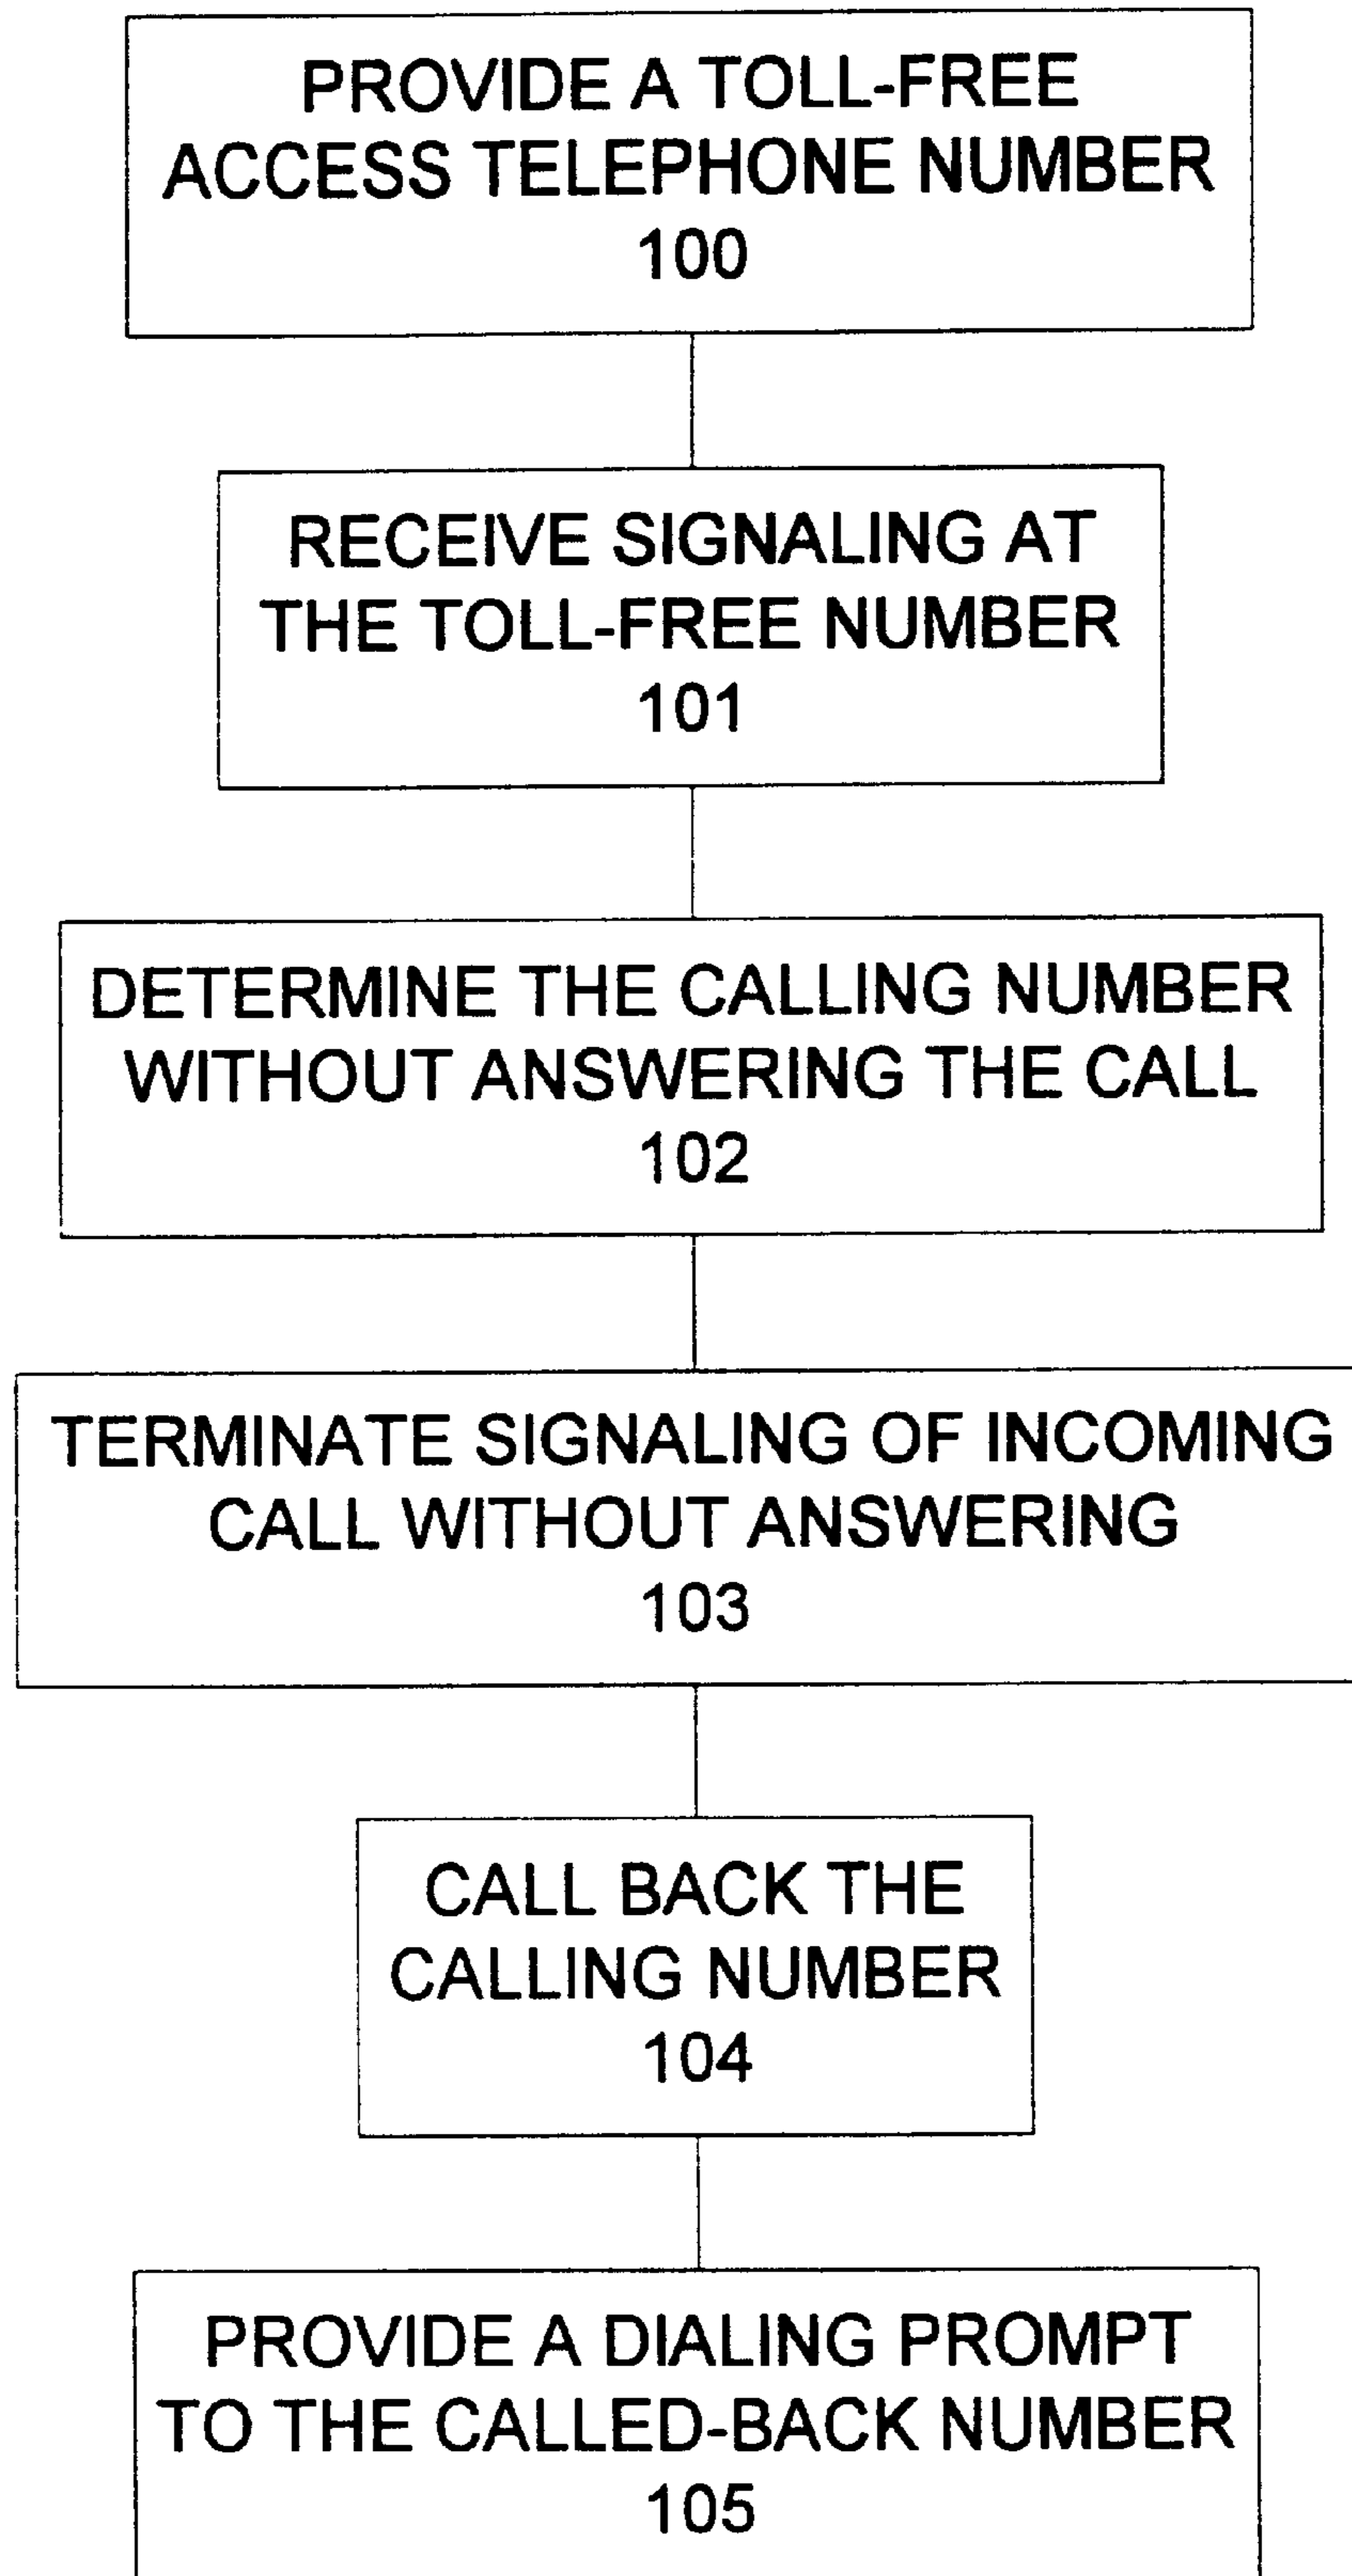 PROVIDE A TOLL-FREE
ACCESS TELEPHONE NUMBER
100
RECEIVE SIGNALING AT
THE TOLL-FREE NUMBER
101
DETERMINE THE CALLING NUMBER
WITHOUT ANSWERING THE CALL
102
TERMINATE SIGNALING OF INCOMING
CALL WITHOUT ANSWERING
103
CALL BACK THE
CALLING NUMBER
104
PROVIDE A DIALING PROMPT
TO THE CALLED-BACK NUMBER
105